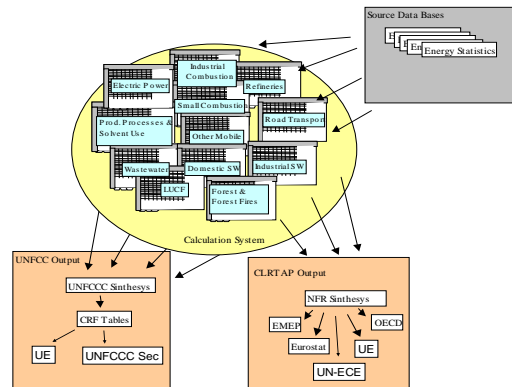 Source Data Bases
Energy Statistics
Industrial
Combustion
Electric Power
Refineries
Small Combustion
Prod. Processes &
Solvent Use
Road Transport
Other Mobile
Wastewater
Domestic SW
Industrial SW
LUCF
Forest &
Forest Fires
Calculation System
UNFCC Output
UNFCCC Sinthesys
CRF Tables
UE
UNFCCC Sec
CLRTAP Output
NFR Sinthesys
EMEP
OECD
Eurostat
UE
UN-ECE